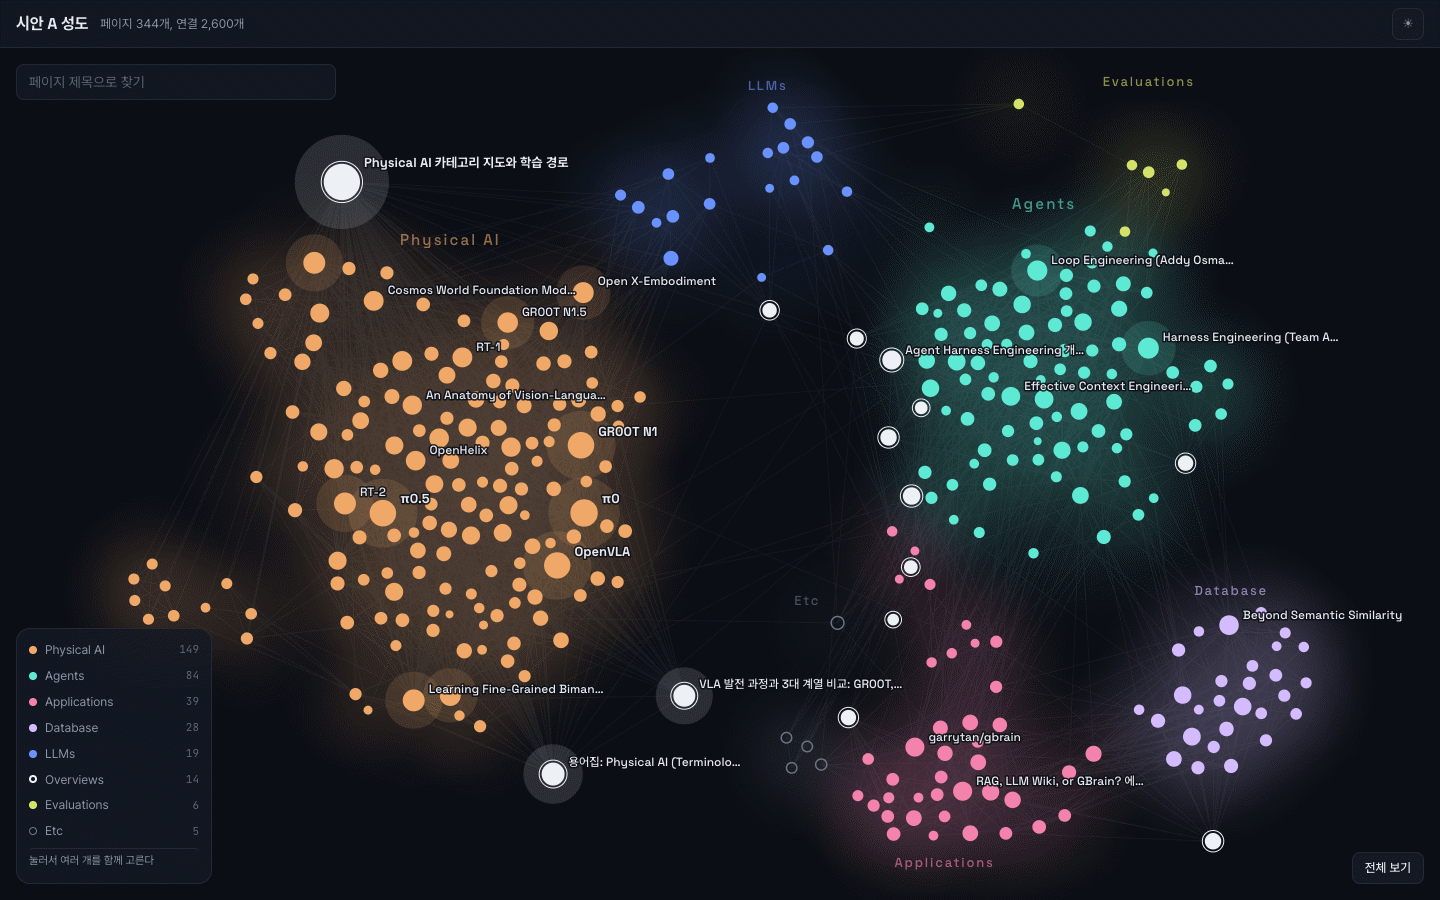 시안 A 성도
페이지 344개, 연결 2,600개
페이지 제목으로 찾기
LLMs
Evaluations
Physical AI 카테고리 지도와 학습 경로
Agents
Physical AI
Loop Engineering (Addy Osma...
Open X-Embodiment
Cosmos World Foundation Mod...
GROOT N1.5
Harness Engineering (Team A...
RT-1
Agent Harness Engineering 개...
Effective Context Engineeri...
An Anatomy of Vision-Langua...
GROOT N1
OpenHelix
RT-2
π0.5
π0
OpenVLA
Database
Etc
Beyond Semantic Similarity
VLA 발전 과정과 3대 계열 비교: GROOT,...
Learning Fine-Grained Biman...
garrytan/gbrain
용어집: Physical AI (Terminolo...
RAG, LLM Wiki, or GBrain? 에...
Applications
Physical AI 149
Agents 84
Applications 39
Database 28
LLMs 19
Overviews 14
Evaluations 6
Etc 5
눌러서 여러 개를 함께 고른다
전체 보기